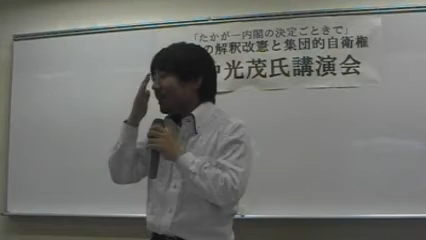 「たかが一内閣の決定ごときで」
の解釈改憲と集団的自衛権
光茂氏講演会